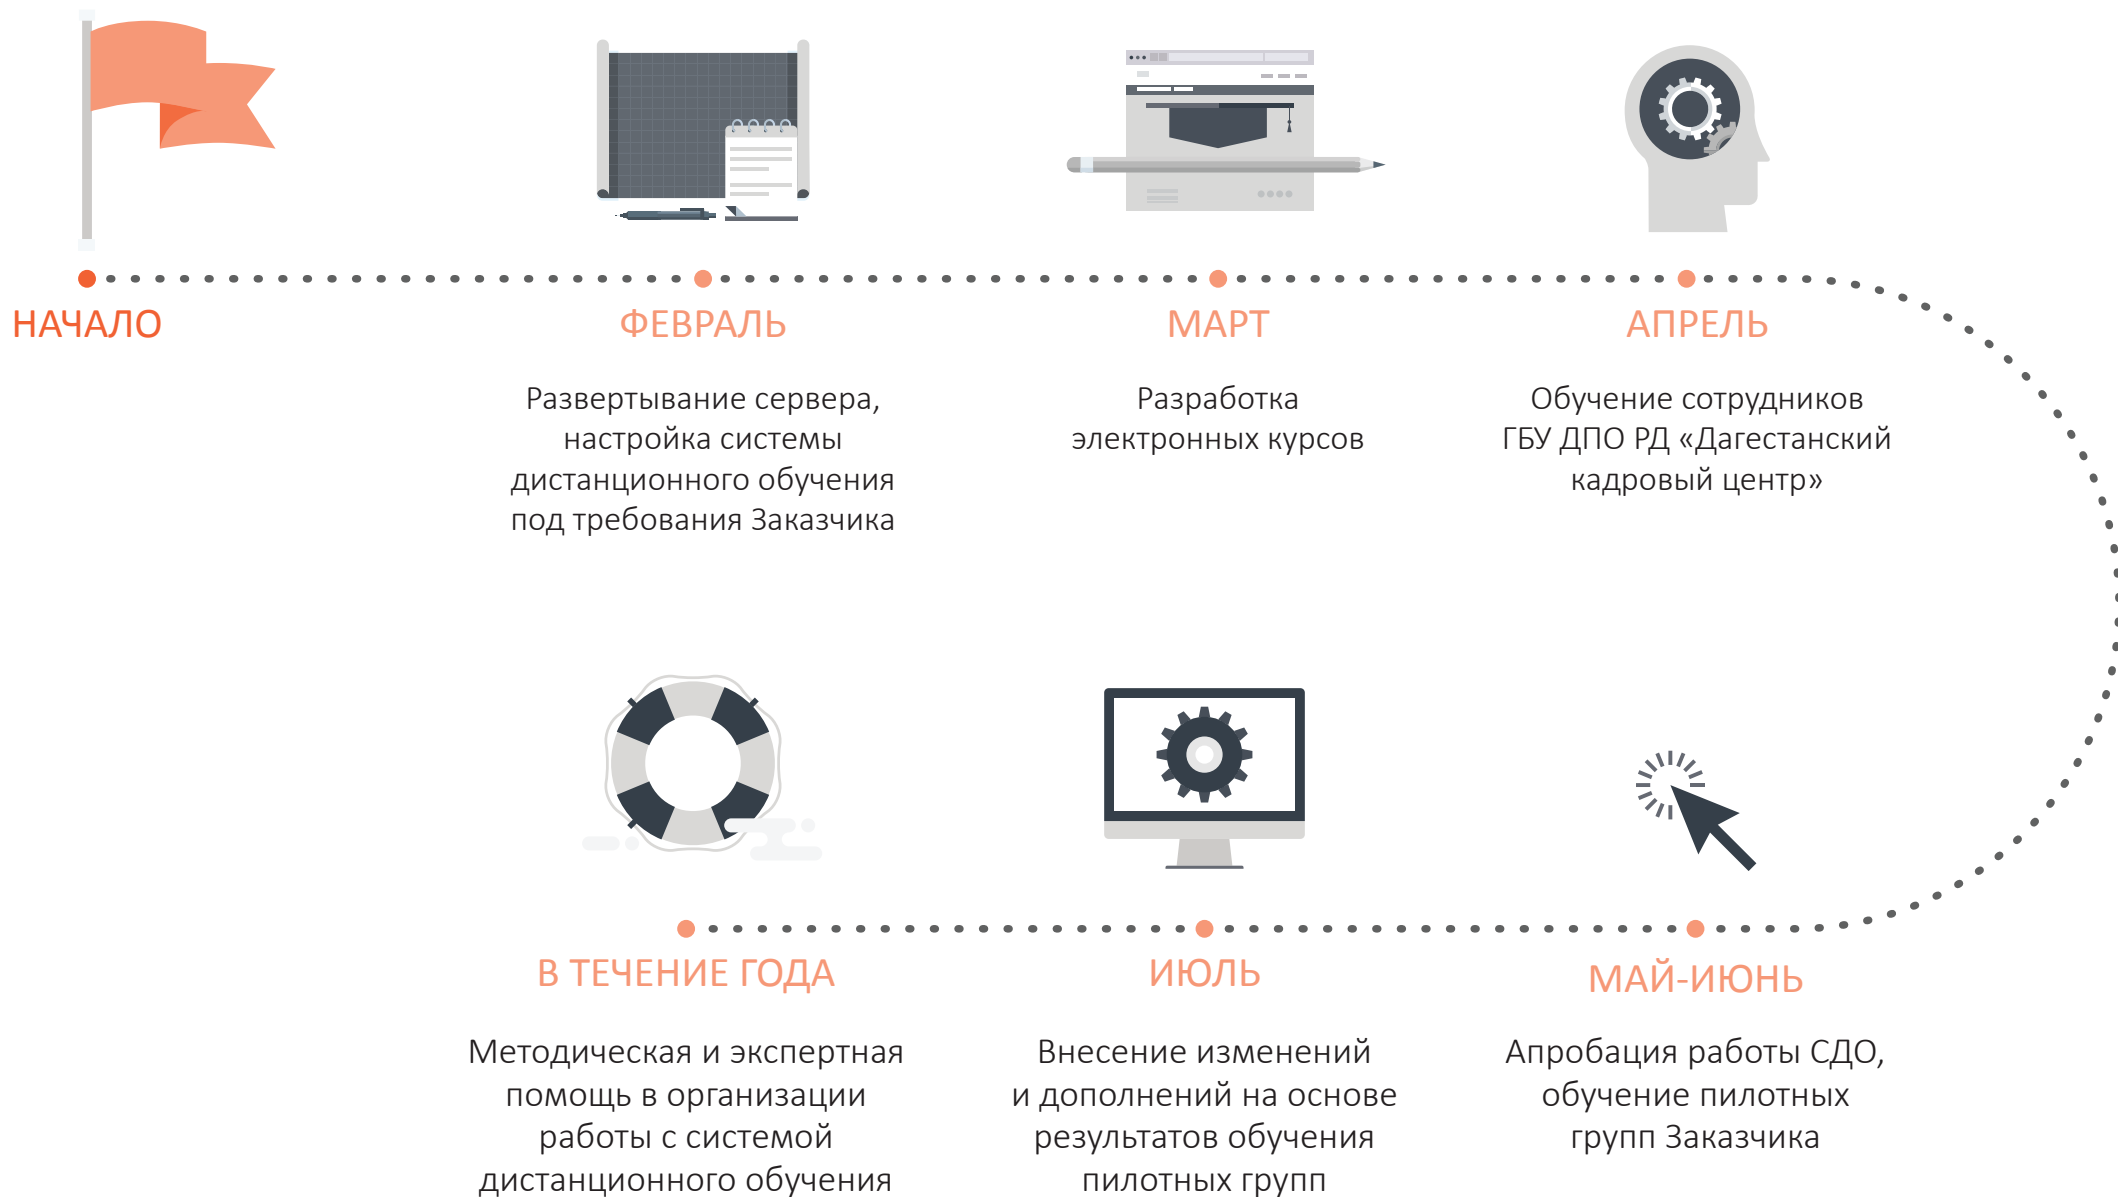 НАЧАЛО
ФЕВРАЛЬ
Развертывание сервера,
настройка системы
дистанционного обучения
под требования Заказчика
МАРТ
Разработка
электронных курсов
АПРЕЛЬ
Обучение сотрудников
ГБУ ДПО РД «Дагестанский
кадровый центр»
МАЙ-ИЮНЬ
Апробация работы СДО,
обучение пилотных
групп Заказчика
ИЮЛЬ
Внесение изменений
и дополнений на основе
результатов обучения
пилотных групп
В ТЕЧЕНИЕ ГОДА
Методическая и экспертная
помощь в организации
работы с системой
дистанционного обучения